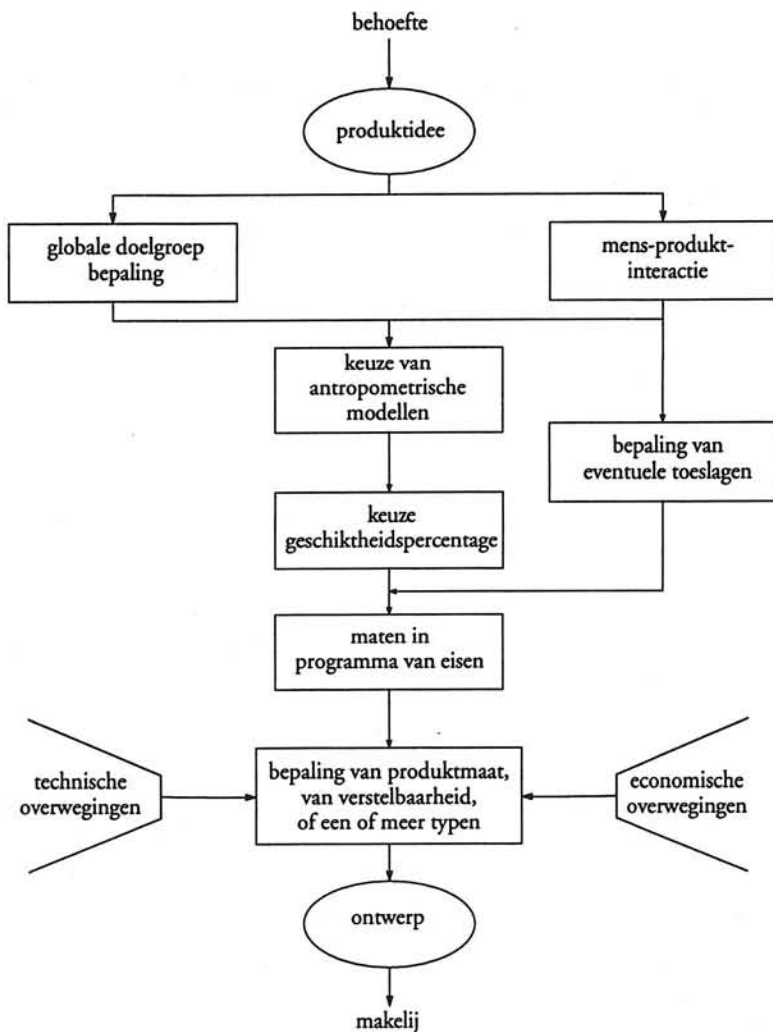 behoefte
produktidee
globale doelgroep
bepaling
mens-produkt-
interactie
keuze van
antropometrische
modellen
bepaling van
eventuele toeslagen
keuze
geschiktheidspercentage
maten in
programma van eisen
technische
overwegingen
bepaling van produktmaat,
van verstelbaarheid,
of een of meer typen
economische
overwegingen
ontwerp
makelij